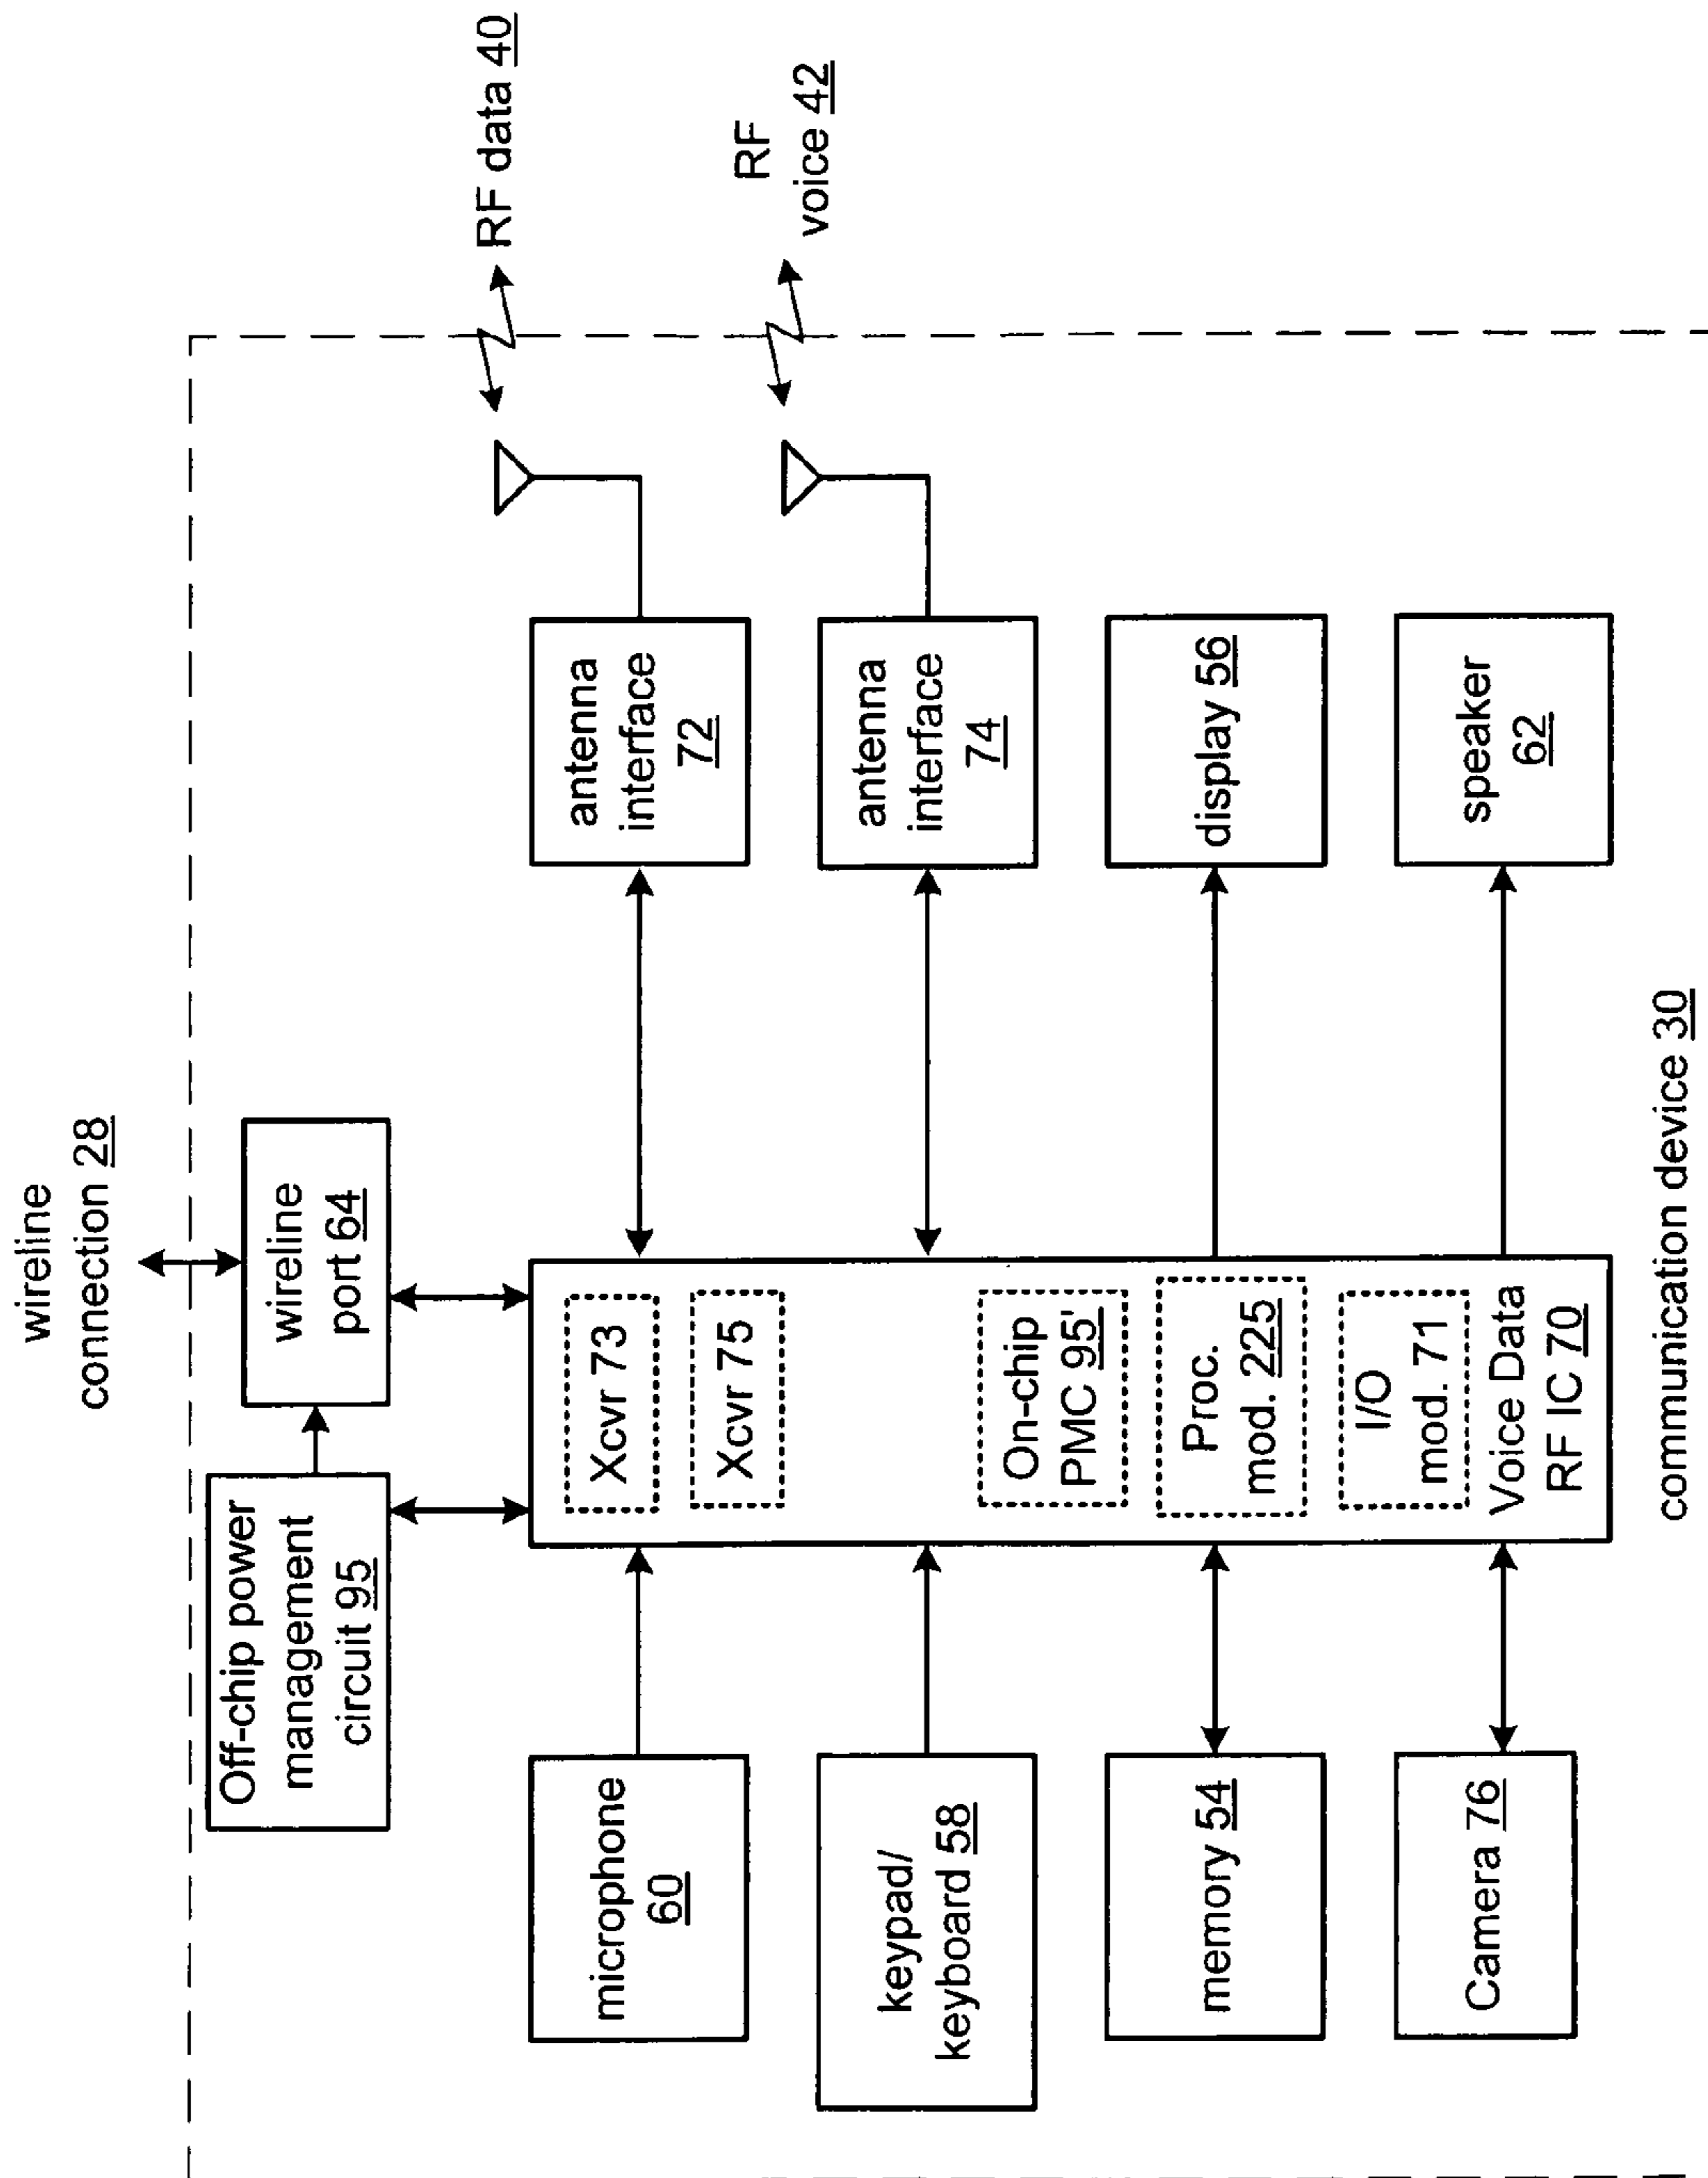 wireline
connection 28
Off-chip power
management
circuit 95
wireline
port 64
RF data 40
RF
voice 42
microphone
60
keypad/
keyboard 58
memory 54
Camera 76
Xcvr 73
Xcvr 75
On-chip
PMC 95'
Proc.
mod. 225
I/O
mod. 71
Voice Data
RF IC 70
antenna
interface
72
antenna
interface
74
display 56
speaker
62
communication device 30